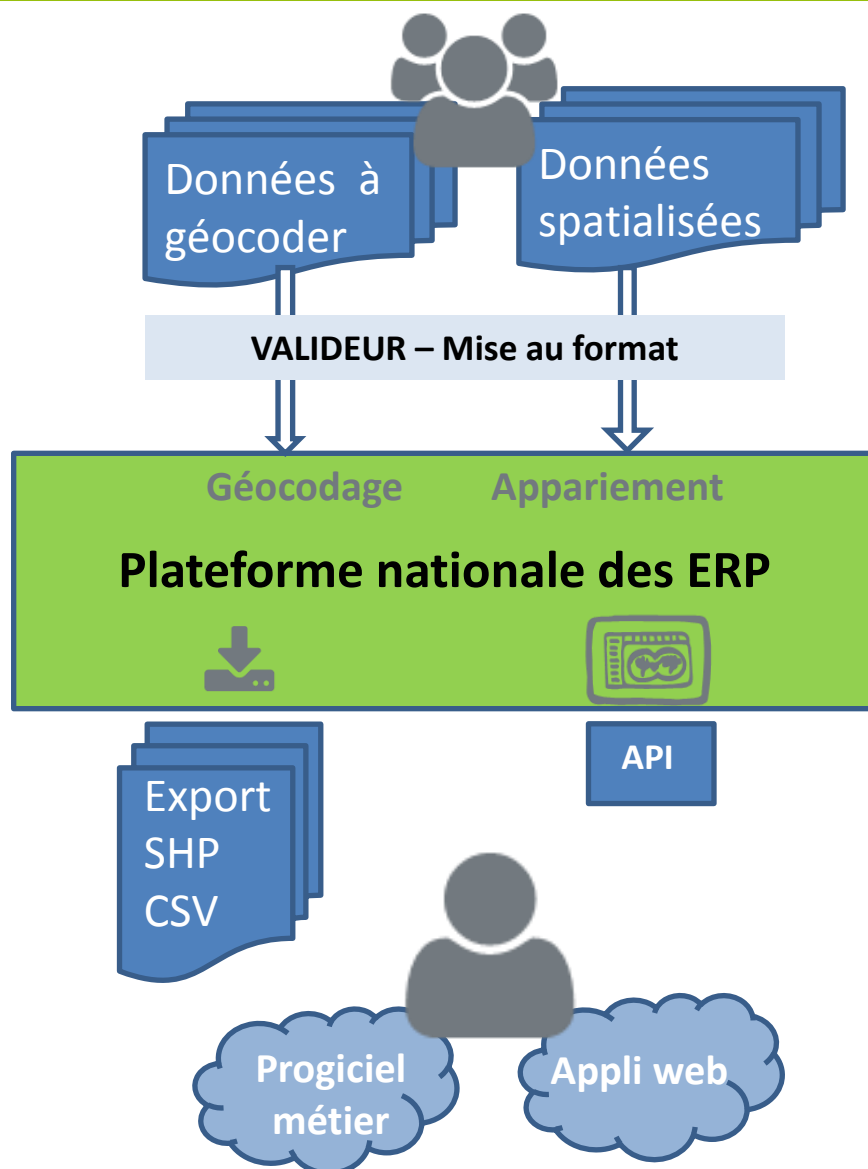 Données à
géocoder
Données
spatialisées
VALIDEUR – Mise au format
Géocodage
Appariement
Plateforme nationale des ERP
Export
SHP
CSV
API
Progiciel
métier
Appli web